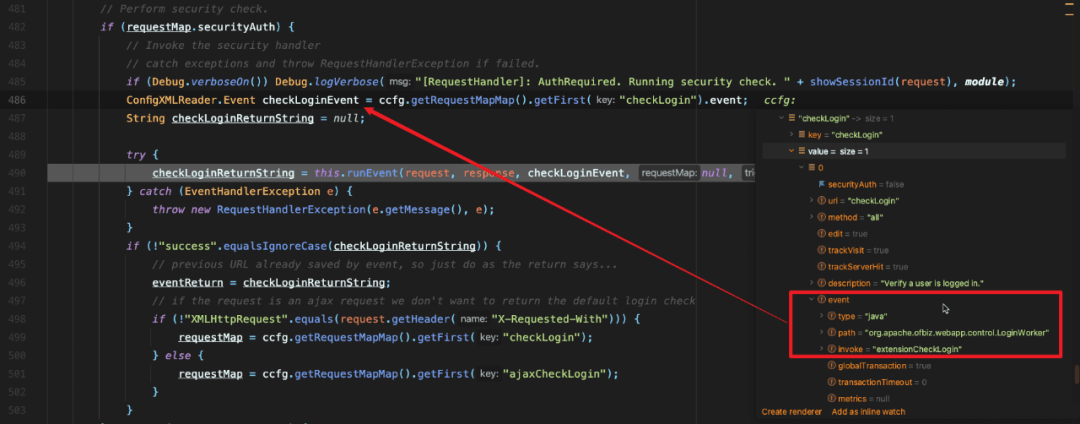 481 // Perform security check.
482 if (requestMap.securityAuth) {
483 // Invoke the security handler
484 // catch exceptions and throw RequestHandlerException if failed.
485 if (Debug.verboseOn()) Debug.logVerbose( msg: "[RequestHandler]: AuthRequired. Running security check. " + showSessionId(request), module);
486 ConfigXMLReader.Event checkLoginEvent = ccfg.getRequestMapMap().getFirst( key: "checkLogin").event; ccfg:
487 String checkLoginReturnString = null;
488
489 try {
490 checkLoginReturnString = this.runEvent(request, response, checkLoginEvent, requestMap: null, tri
491 } catch (EventHandlerException e) {
492 throw new RequestHandlerException(e.getMessage(), e);
493 }
494 if (!"success".equalsIgnoreCase(checkLoginReturnString)) {
495 // previous URL already saved by event, so just do as the return says...
496 eventReturn = checkLoginReturnString;
497 // if the request is an ajax request we don't want to return the default login check
498 if (!"XMLHttpRequest".equals(request.getHeader( name: "X-Requested-With"))) {
499 requestMap = ccfg.getRequestMapMap().getFirst( key: "checkLogin");
500 } else {
501 requestMap = ccfg.getRequestMapMap().getFirst( key: "ajaxCheckLogin");
502 }
503 }
"checkLogin" -> size = 1
key = "checkLogin"
value = size = 1
0
securityAuth = false
uri = "checkLogin"
method = "all"
edit = true
trackVisit = true
trackServerHit = true
description = "Verify a user is logged in."
event
type = "java"
path = "org.apache.ofbiz.webapp.control.LoginWorker"
invoke = "extensionCheckLogin"
globalTransaction = true
transactionTimeout = 0
metrics = null
Create renderer Add as inline watch